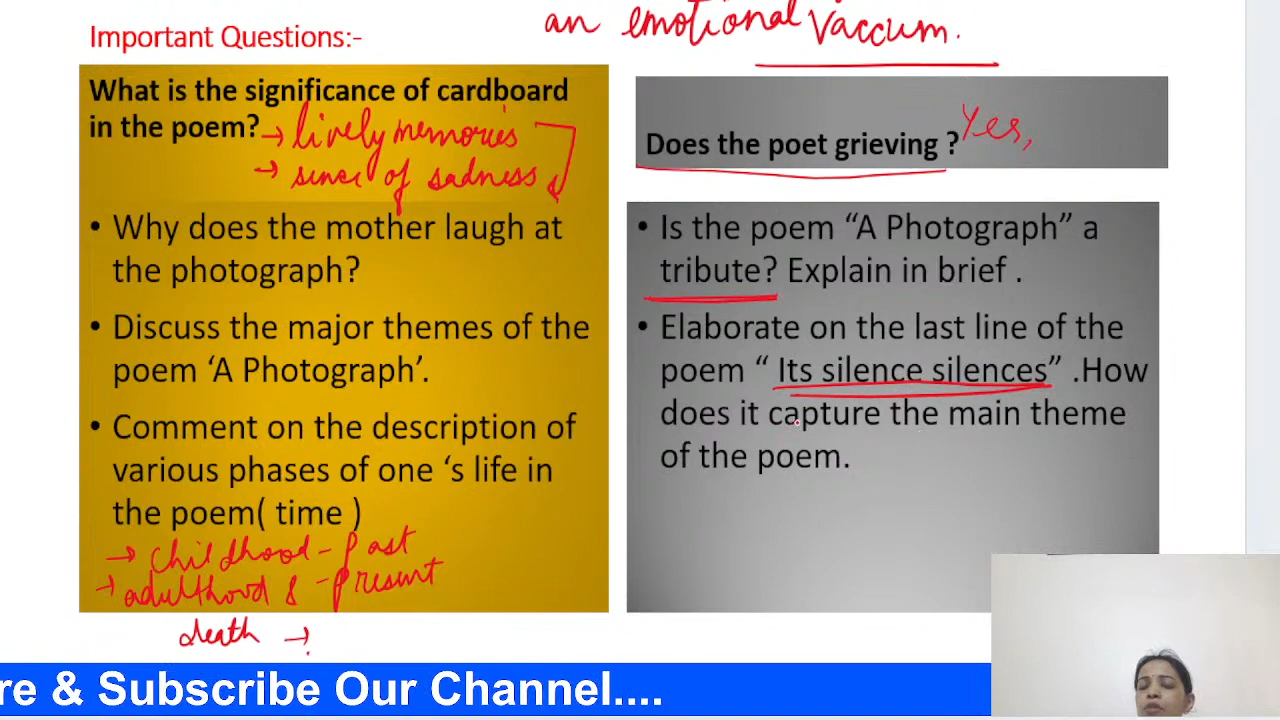 an emotional Vaccum.
Important Questions:-
What is the significance of cardboard
in the poem? → lively memories
→ sense of sadness
• Why does the mother laugh at
the photograph?
• Discuss the major themes of the
poem ‘A Photograph’.
• Comment on the description of
various phases of one ‘s life in
the poem( time )
→ childhood - Past
→ adulthood & - present
death →
Does the poet grieving ? Yes,
• Is the poem “A Photograph” a
tribute? Explain in brief .
• Elaborate on the last line of the
poem “ Its silence silences” .How
does it capture the main theme
of the poem.
re & Subscribe Our Channel....